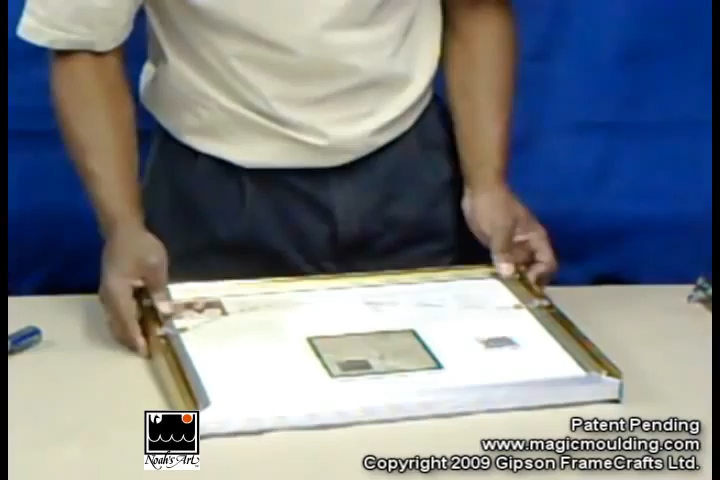 Noah's Art
Patent Pending
www.magicmoulding.com
Copyright 2009 Gipson FrameCrafts Ltd.